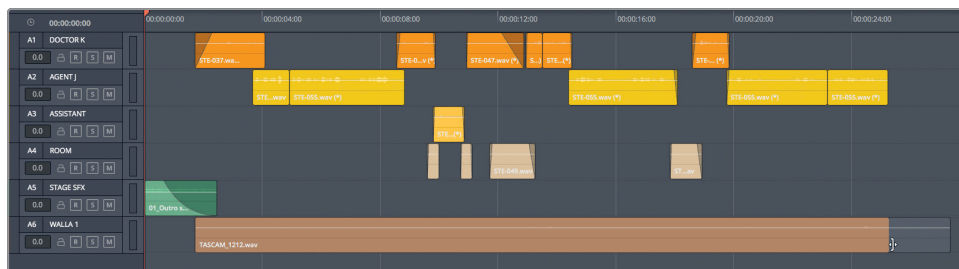 00:00:00:00 00:00:00:00 00:00:04:00 00:00:08:00 00:00:12:00 00:00:16:00 00:00:20:00 00:00:24:00
A1 DOCTOR K
0.0 R S M
STE-037.wa... STE-0...v (*) STE-047.wav (*) S...) STE...(*) STE-... (*)
A2 AGENT J
0.0 R S M
STE...wav STE-055.wav (*) STE-055.wav (*) STE-055.wav (*) STE-055.wav (*)
A3 ASSISTANT
0.0 R S M
STE...(*)
A4 ROOM
0.0 R S M
STE-049.wav ST...av
A5 STAGE SFX
0.0 R S M
01_Outro s...
A6 WALLA 1
0.0 R S M
TASCAM_1212.wav